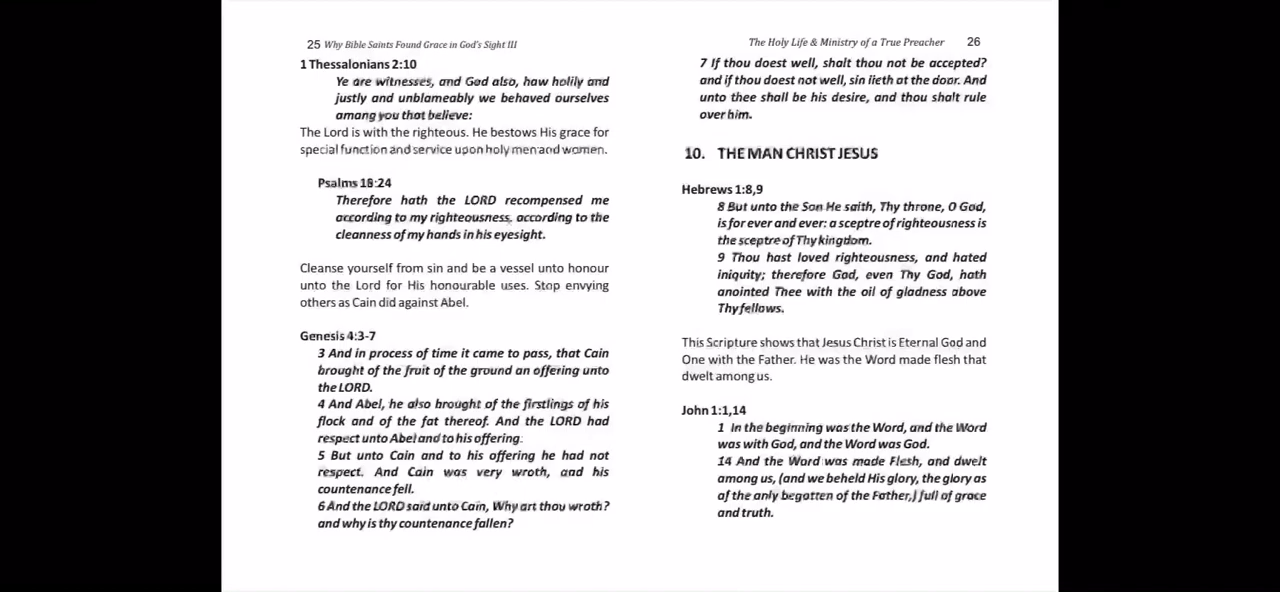 25 Why Bible Saints Found Grace in God's Sight III
1 Thessalonians 2:10
Ye are witnesses, and God also, how holily and
justly and unblameably we behaved ourselves
among you that believe:
The Lord is with the righteous. He bestows His grace for
special function and service upon holy men and women.
Psalms 18:24
Therefore hath the LORD recompensed me
according to my righteousness, according to the
cleanness of my hands in his eyesight.
Cleanse yourself from sin and be a vessel unto honour
unto the Lord for His honourable uses. Stop envying
others as Cain did against Abel.
Genesis 4:3-7
3 And in process of time it came to pass, that Cain
brought of the fruit of the ground an offering unto
the LORD.
4 And Abel, he also brought of the firstlings of his
flock and of the fat thereof. And the LORD had
respect unto Abel and to his offering:
5 But unto Cain and to his offering he had not
respect. And Cain was very wroth, and his
countenance fell.
6 And the LORD said unto Cain, Why art thou wroth?
and why is thy countenance fallen?
The Holy Life & Ministry of a True Preacher 26
7 If thou doest well, shalt thou not be accepted?
and if thou doest not well, sin lieth at the door. And
unto thee shall be his desire, and thou shalt rule
over him.
10. THE MAN CHRIST JESUS
Hebrews 1:8,9
8 But unto the Son He saith, Thy throne, O God,
is for ever and ever: a sceptre of righteousness is
the sceptre of Thy kingdom.
9 Thou hast loved righteousness, and hated
iniquity; therefore God, even Thy God, hath
anointed Thee with the oil of gladness above
Thy fellows.
This Scripture shows that Jesus Christ is Eternal God and
One with the Father. He was the Word made flesh that
dwelt among us.
John 1:1,14
1 In the beginning was the Word, and the Word
was with God, and the Word was God.
14 And the Word was made Flesh, and dwelt
among us, (and we beheld His glory, the glory as
of the only begotten of the Father,) full of grace
and truth.